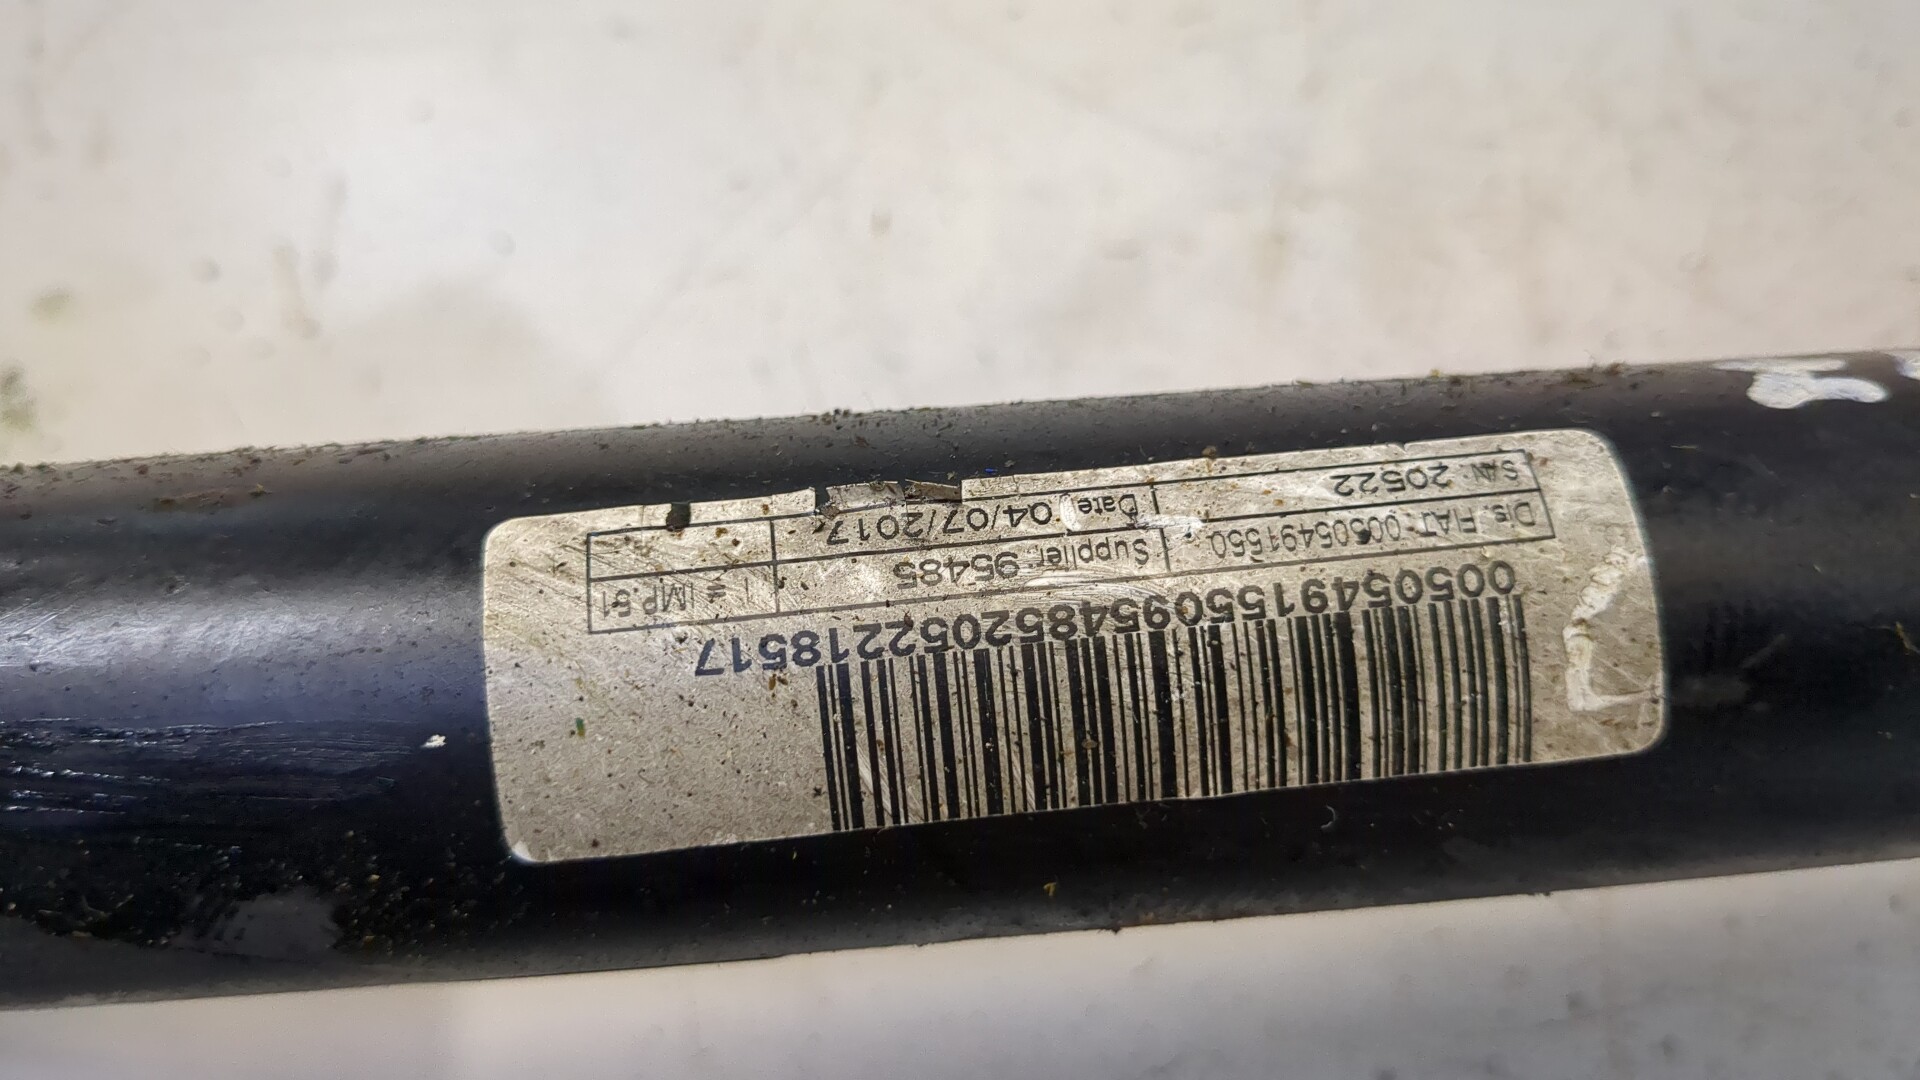 00505491550954852052218517
Dis. FIAT: 00505491550 Supplier: 95485 IMP.51
S/N: 20522 Date: 04/07/2017